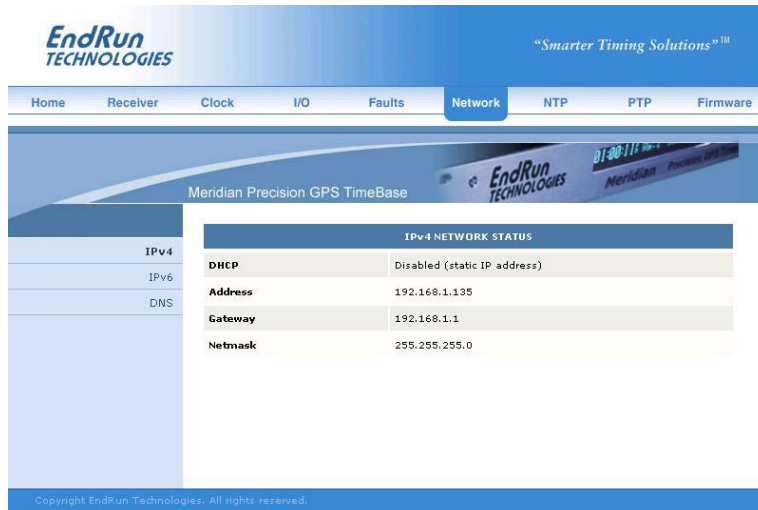 EndRun
TECHNOLOGIES
“Smarter Timing Solutions”™
Home Receiver Clock I/O Faults Network NTP PTP Firmware
Meridian Precision GPS TimeBase
EndRun
TECHNOLOGIES
Meridian
IPv4
IPv6
DNS
IPv4 NETWORK STATUS
DHCP Disabled (static IP address)
Address 192.168.1.135
Gateway 192.168.1.1
Netmask 255.255.255.0
Copyright EndRun Technologies. All rights reserved.